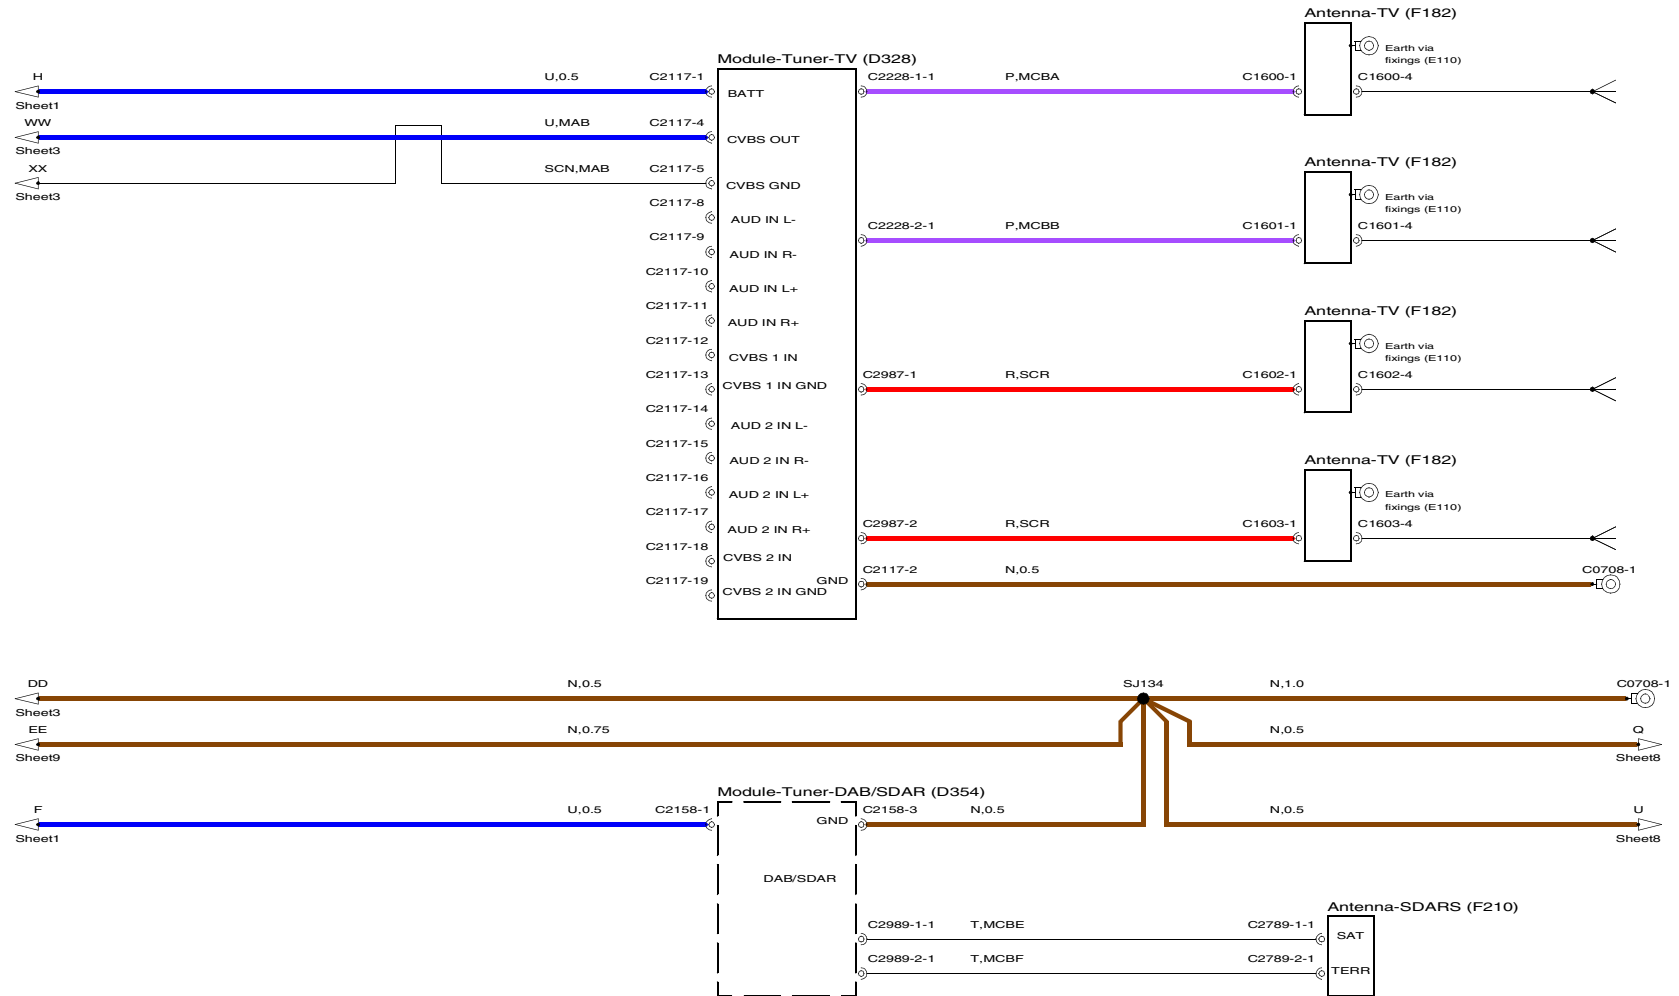 Antenna-TV (F182)
Earth via
fixings (E110)
Module-Tuner-TV (D328)
H U,0.5 C2117-1 C2228-1-1 P,MCBA C1600-1 C1600-4
BATT
Sheet1
WW U,MAB C2117-4
CVBS OUT
Sheet3
Antenna-TV (F182)
XX SCN,MAB C2117-5
CVBS GND
Sheet3
Earth via
fixings (E110)
C2117-8
AUD IN L-
C2228-2-1 P,MCBB C1601-1 C1601-4
C2117-9
AUD IN R-
C2117-10
AUD IN L+
C2117-11
Antenna-TV (F182)
AUD IN R+
C2117-12
Earth via
fixings (E110)
CVBS 1 IN
C2117-13 C2987-1 R,SCR C1602-1 C1602-4
CVBS 1 IN GND
C2117-14
AUD 2 IN L-
C2117-15
AUD 2 IN R-
Antenna-TV (F182)
C2117-16
AUD 2 IN L+
Earth via
fixings (E110)
C2117-17
AUD 2 IN R+
C2987-2 R,SCR C1603-1 C1603-4
C2117-18
CVBS 2 IN
C2117-2 N,0.5 C0708-1
C2117-19
GND
CVBS 2 IN GND
DD N,0.5 SJ134 N,1.0 C0708-1
Sheet3
EE N,0.75 N,0.5 Q
Sheet9 Sheet8
Module-Tuner-DAB/SDAR (D354)
F U,0.5 C2158-1 C2158-3 N,0.5 N,0.5 U
GND
Sheet1 Sheet8
DAB/SDAR
Antenna-SDARS (F210)
C2989-1-1 T,MCBE C2789-1-1
SAT
C2989-2-1 T,MCBF C2789-2-1
TERR